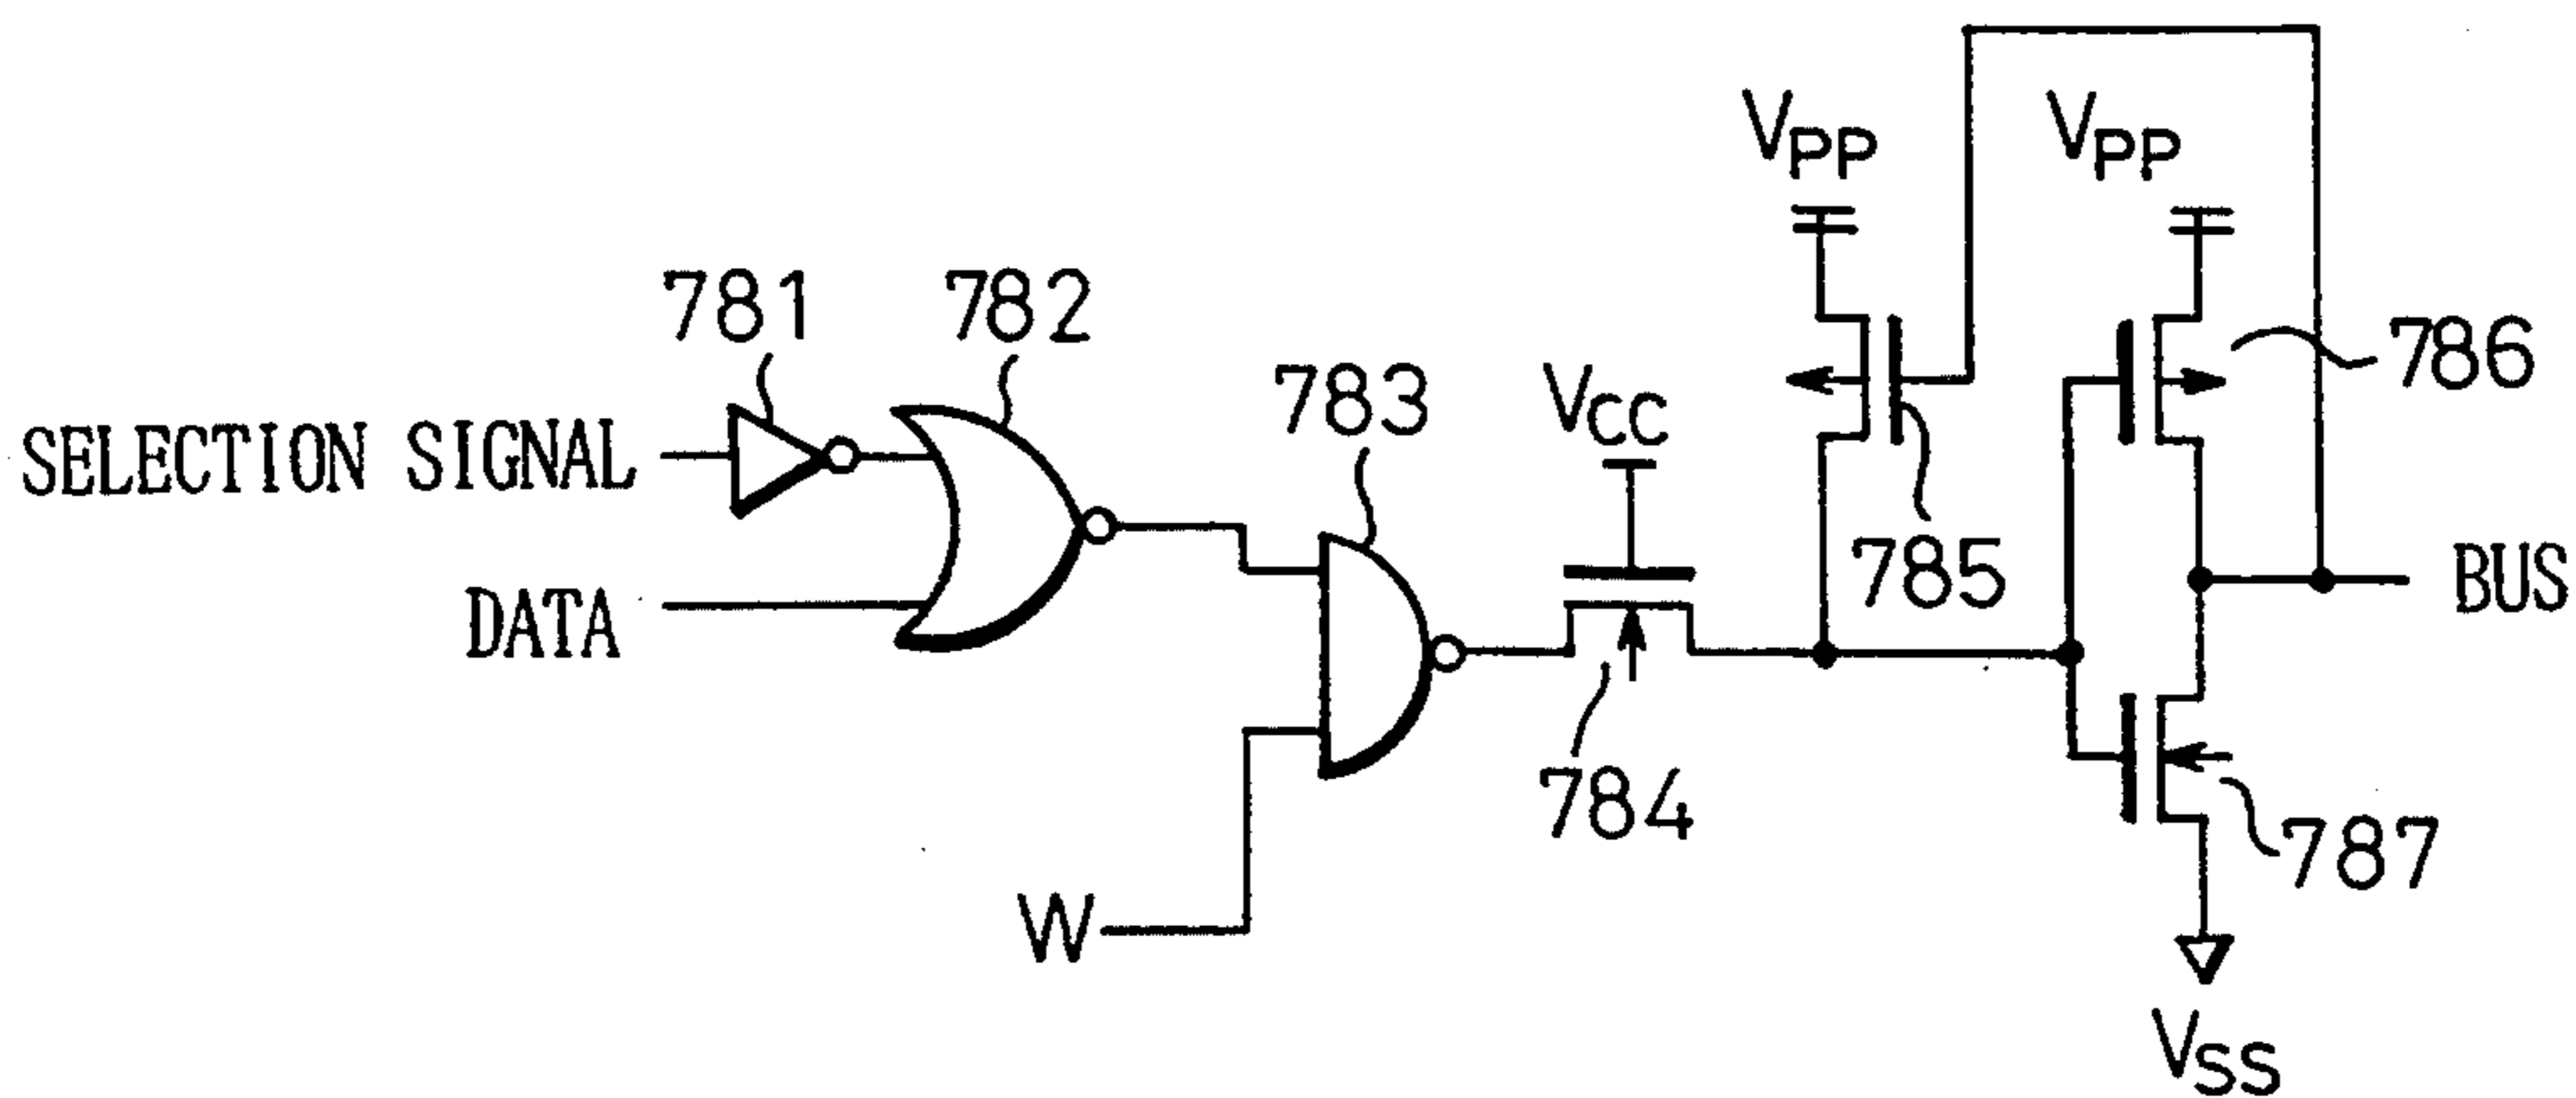 VPP
VPP
781
782
783
VCC
786
SELECTION SIGNAL
785
BUS
DATA
784
787
W
VSS